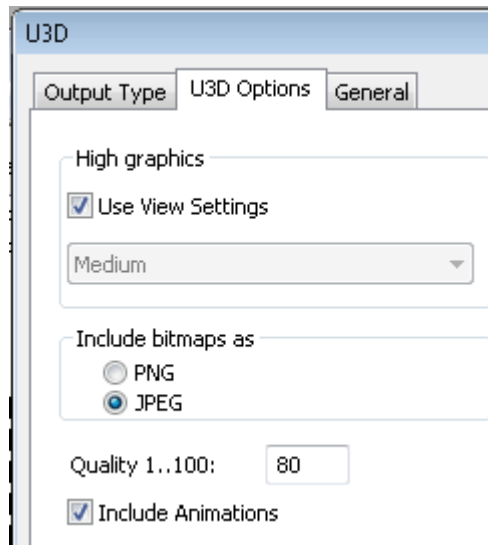 U3D
Output Type U3D Options General
High graphics
Use View Settings
Medium
Include bitmaps as
PNG
JPEG
Quality 1..100: 80
Include Animations